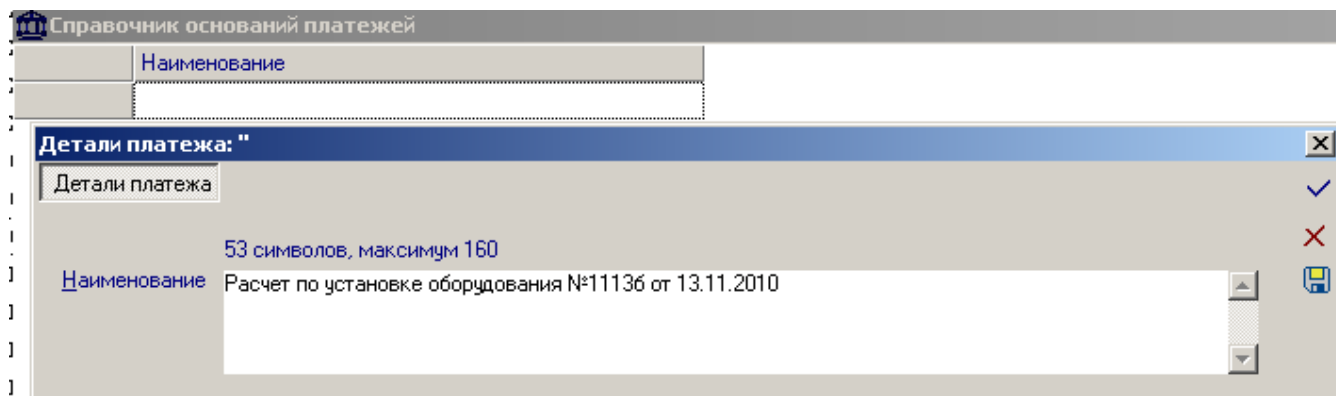 Справочник оснований платежей
Наименование
Детали платежа: "
Детали платежа
53 символов, максимум 160
Наименование
Расчет по установке оборудования №11136 от 13.11.2010